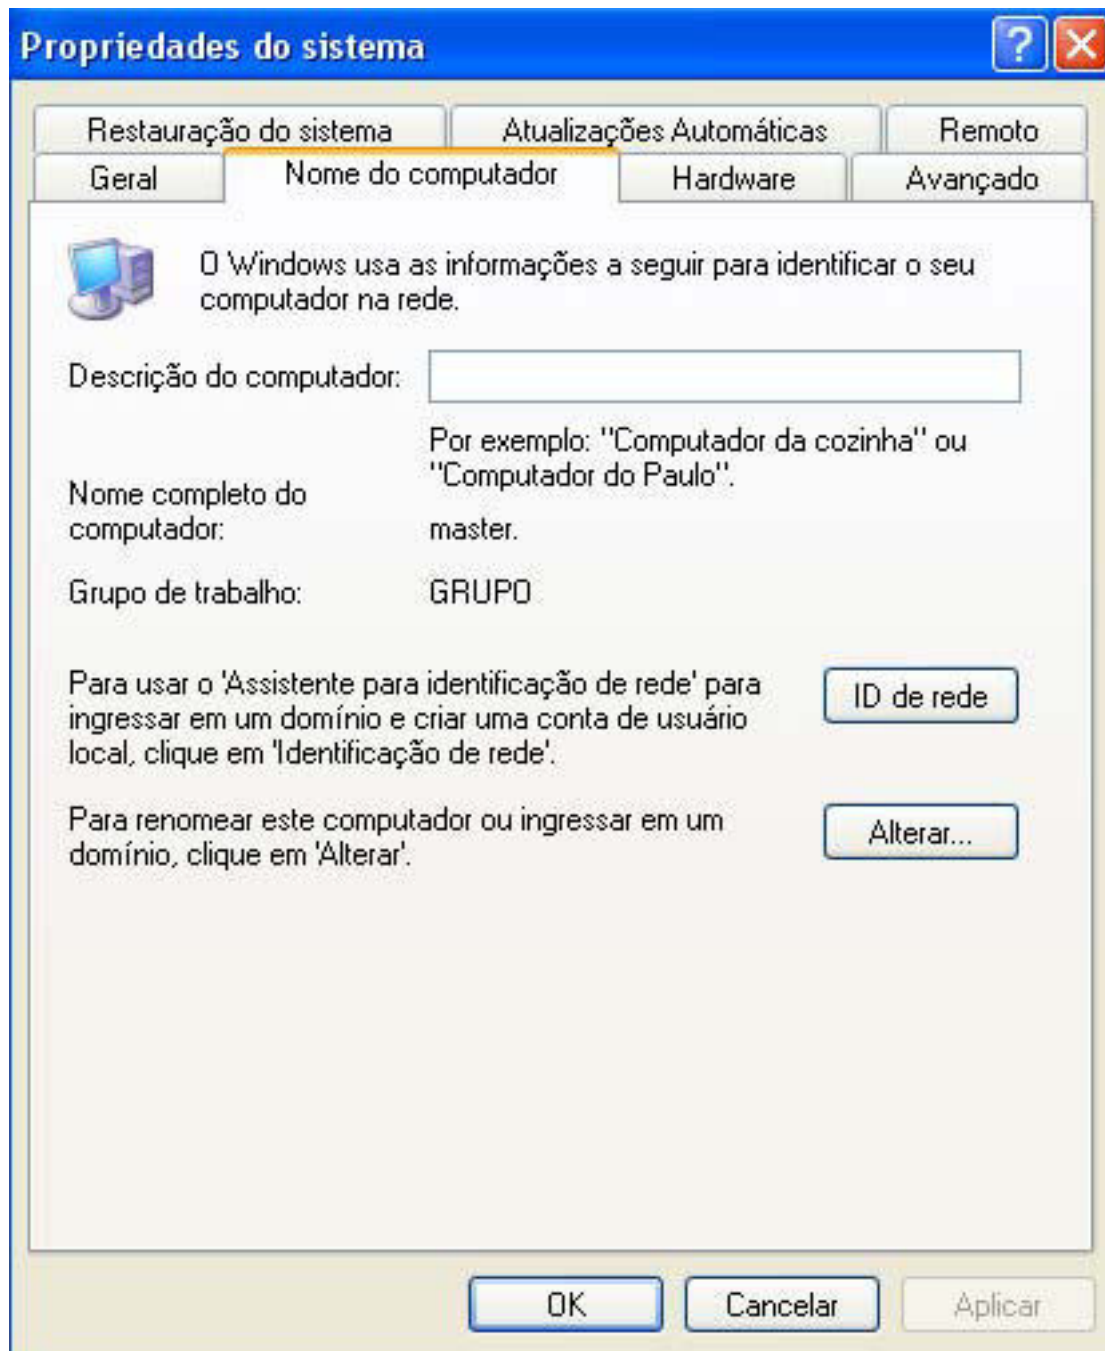 Propriedades do sistema
Restauração do sistema
Atualizações Automáticas
Remoto
Geral
Nome do computador
Hardware
Avançado
O Windows usa as informações a seguir para identificar o seu
computador na rede.
Descrição do computador:
Por exemplo: "Computador da cozinha" ou
"Computador do Paulo".
Nome completo do
computador:
master.
Grupo de trabalho:
GRUPO
Para usar o 'Assistente para identificação de rede' para
ingressar em um domínio e criar uma conta de usuário
local, clique em 'Identificação de rede'.
ID de rede
Para renomear este computador ou ingressar em um
domínio, clique em 'Alterar'.
Alterar...
OK
Cancelar
Aplicar